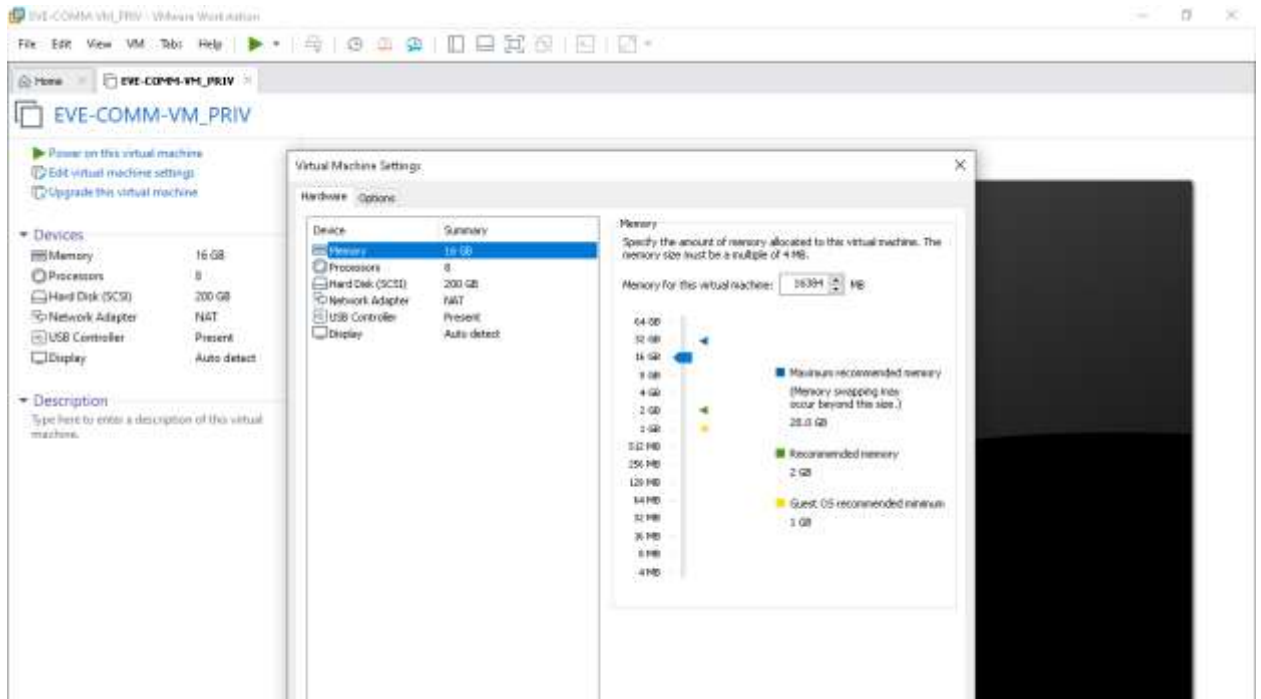 EVE-COMM-VM_PRIV - VMware Workstation
File Edit View VM Tabs Help
Home
EVE-COMM-VM_PRIV
EVE-COMM-VM_PRIV
Power on this virtual machine
Edit virtual machine settings
Upgrade this virtual machine
Devices
Memory 16 GB
Processors 8
Hard Disk (SCSI) 200 GB
Network Adapter NAT
USB Controller Present
Display Auto detect
Description
Type here to enter a description of this virtual
machine.
Virtual Machine Settings
Hardware Options
Device Summary
Memory 16 GB
Processors 8
Hard Disk (SCSI) 200 GB
Network Adapter NAT
USB Controller Present
Display Auto detect
Memory
Specify the amount of memory allocated to this virtual machine. The
memory size must be a multiple of 4 MB.
Memory for this virtual machine: 16384 MB
64 GB
32 GB
16 GB
8 GB
4 GB
2 GB
1 GB
512 MB
256 MB
128 MB
64 MB
32 MB
16 MB
8 MB
4 MB
Maximum recommended memory
(Memory swapping may
occur beyond this size.)
28.0 GB
Recommended memory
2 GB
Guest OS recommended minimum
1 GB